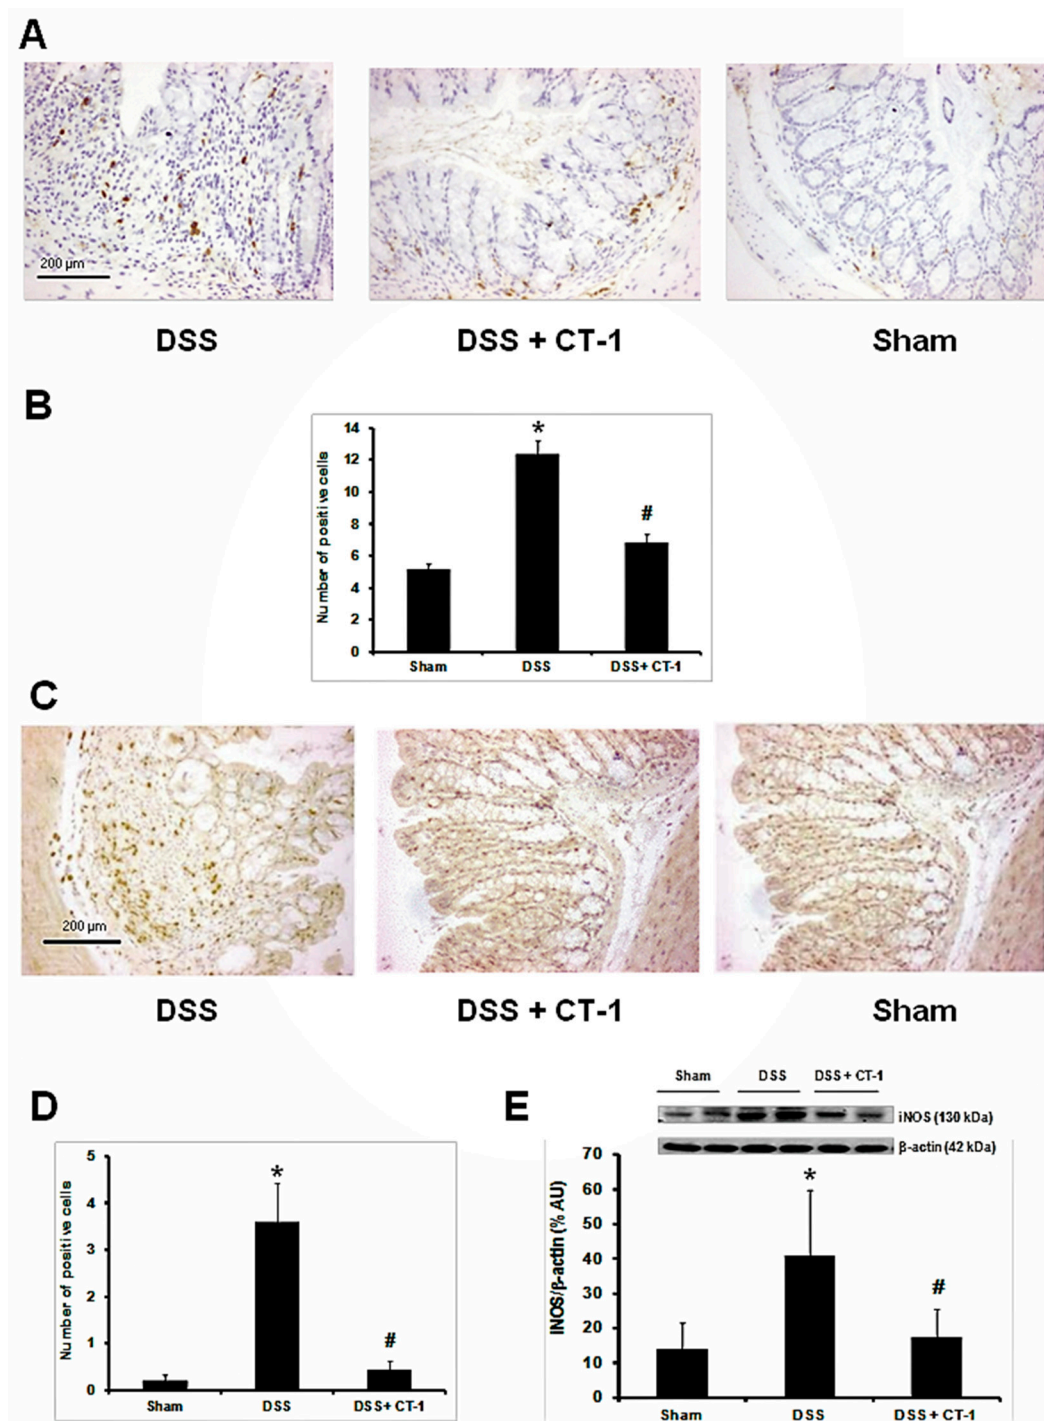 A
200 µm
DSS
DSS + CT-1
Sham
B
Number of positive cells
14
12
10
8
6
4
2
0
*
#
Sham
DSS
DSS+ CT-1
C
200 µm
DSS
DSS + CT-1
Sham
D
Number of positive cells
5
4
3
2
1
0
*
#
Sham
DSS
DSS+ CT-1
E
Sham
DSS
DSS + CT-1
iNOS (130 kDa)
β-actin (42 kDa)
iNOS/β-actin (% AU)
70
60
50
40
30
20
10
0
*
#
Sham
DSS
DSS + CT-1